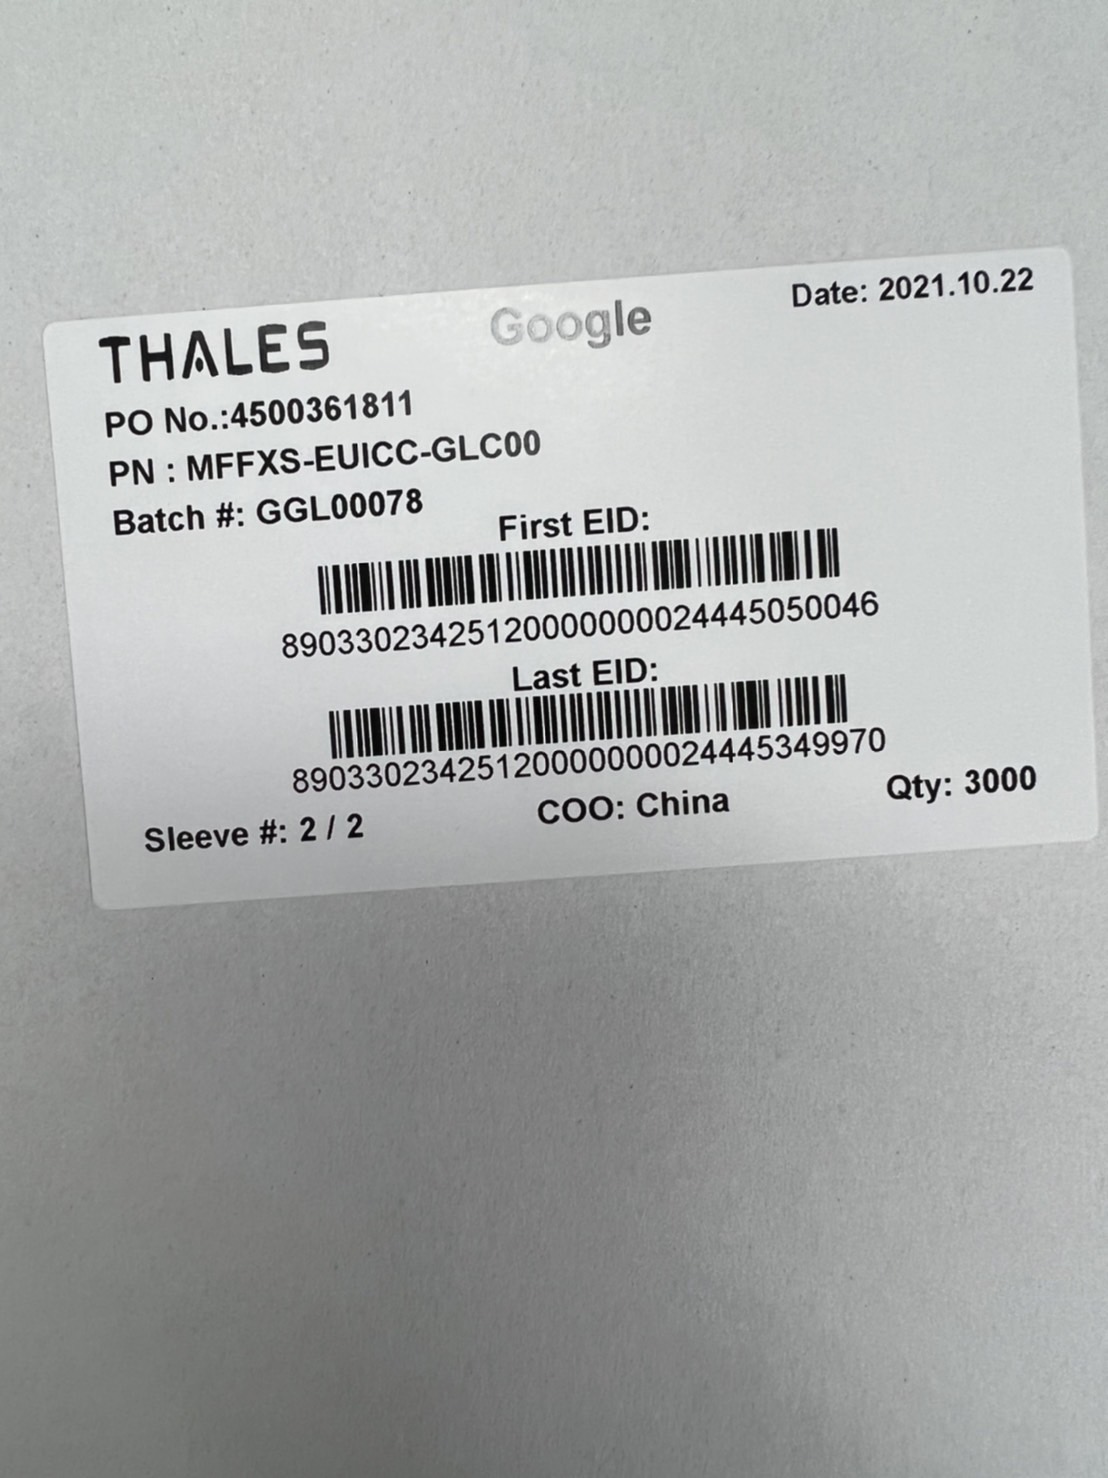 THALES
Google
Date: 2021.10.22
PO No.:4500361811
PN : MFFXS-EUICC-GLC00
Batch #: GGL00078
First EID:
89033023425120000000024445050046
Last EID:
89033023425120000000024445349970
Sleeve #: 2 / 2
COO: China
Qty: 3000